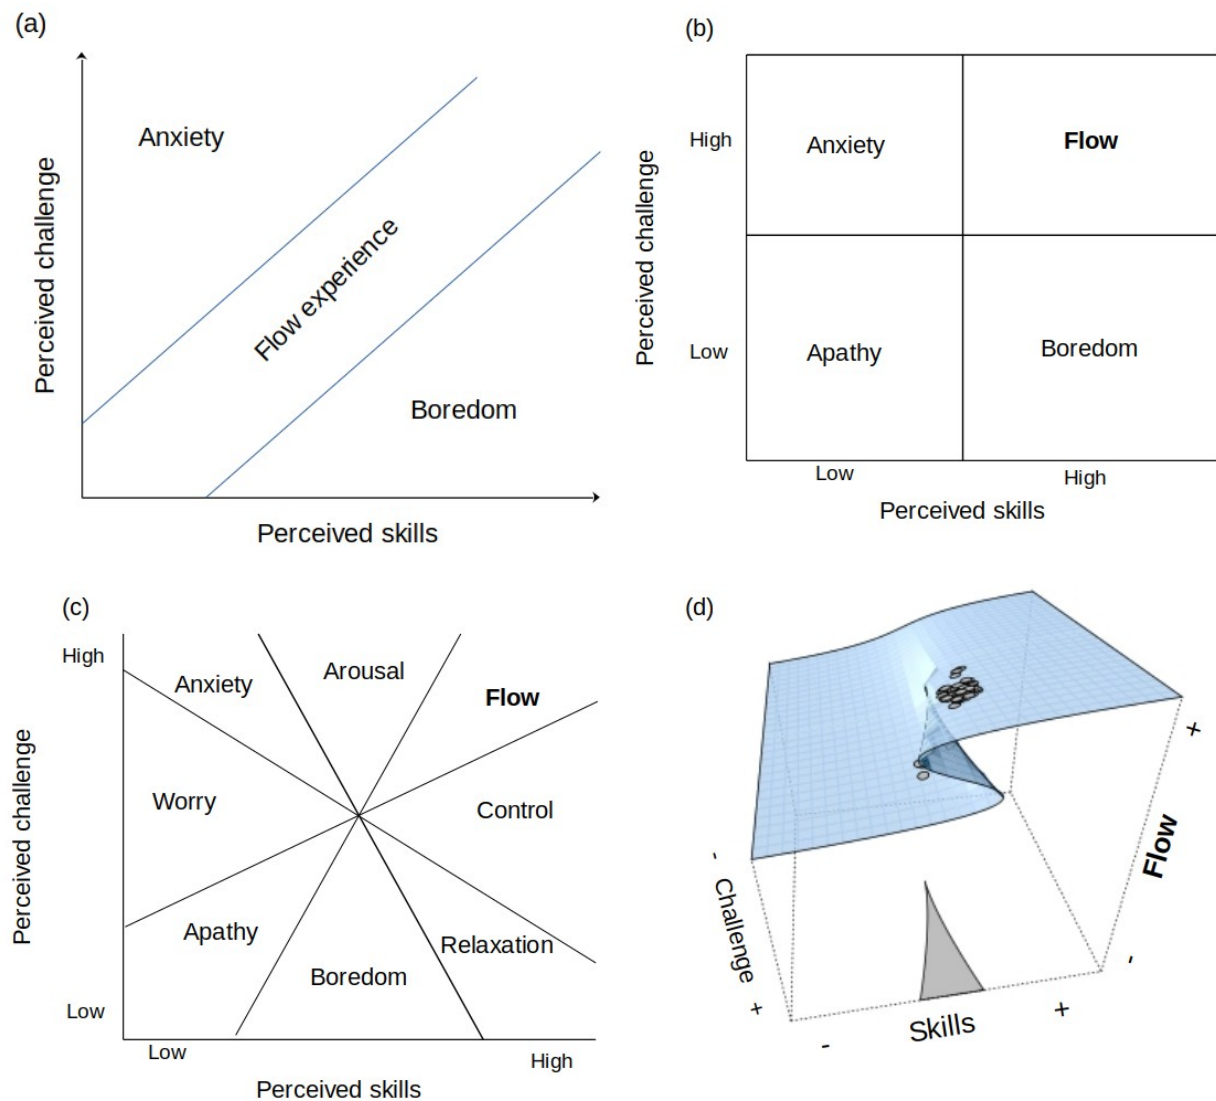 (a)
Anxiety
Perceived challenge
Flow experience
Boredom
Perceived skills
(b)
High
Anxiety
Flow
Perceived challenge
Low
Apathy
Boredom
Low
High
Perceived skills
(c)
High
Anxiety
Arousal
Flow
Perceived challenge
Worry
Control
Apathy
Relaxation
Boredom
Low
Low
High
Perceived skills
(d)
+
Flow
-
- Challenge +
- Skills +